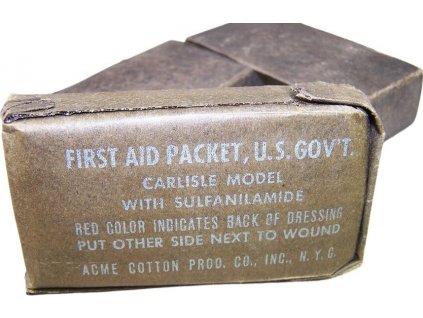 FIRST AID PACKET, U.S. GOV'T.
CARLISLE MODEL
WITH SULFANILAMIDE
RED COLOR INDICATES BACK OF DRESSING
PUT OTHER SIDE NEXT TO WOUND
ACME COTTON PROD. CO., INC., N.Y.C.